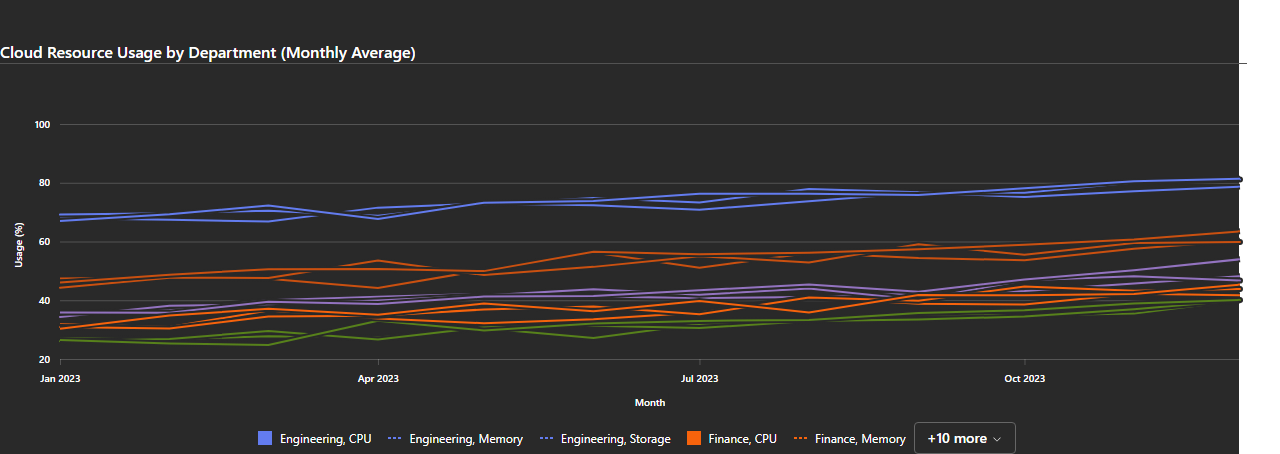 Cloud Resource Usage by Department (Monthly Average)
100
80
60
40
20
Usage (%)
Jan 2023 Apr 2023 Jul 2023 Oct 2023
Month
Engineering, CPU Engineering, Memory Engineering, Storage Finance, CPU Finance, Memory +10 more